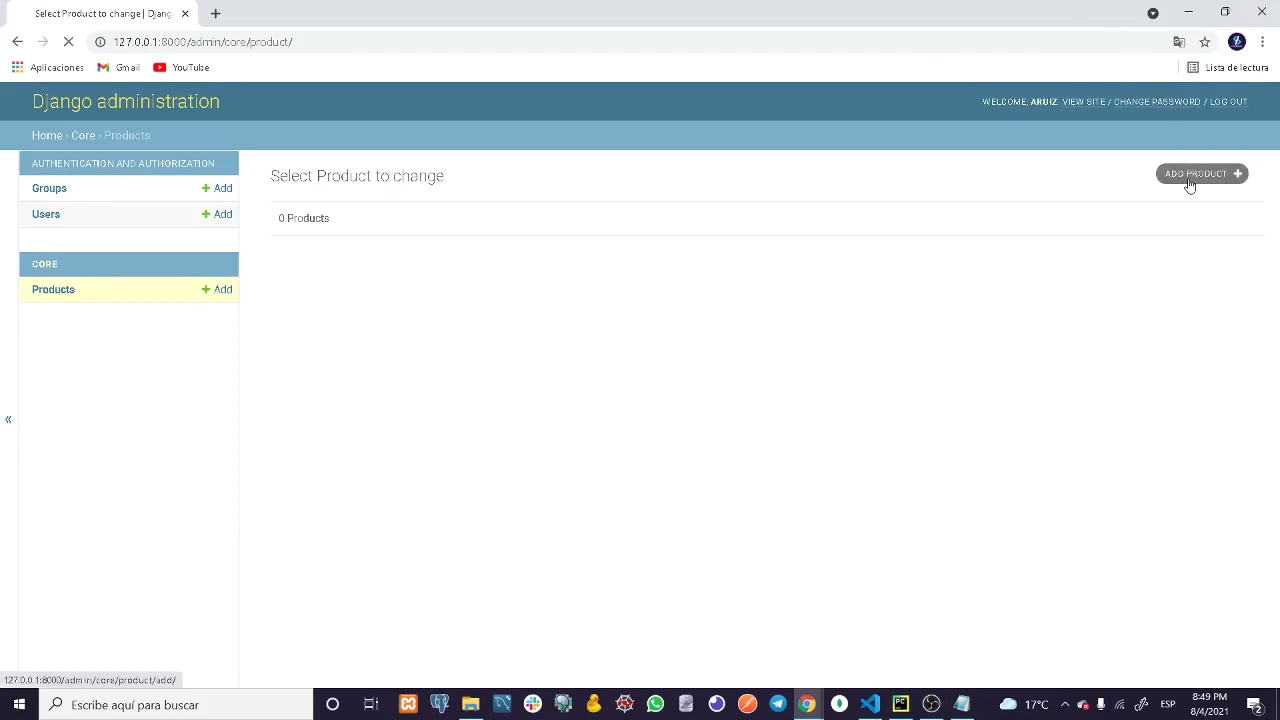 Select Product to change | Djang
127.0.0.1:8000/admin/core/product/
Aplicaciones Gmail YouTube Lista de lectura
Django administration
WELCOME, ARUIZ. VIEW SITE / CHANGE PASSWORD / LOG OUT
Home › Core › Products
AUTHENTICATION AND AUTHORIZATION
Groups + Add
Users + Add
CORE
Products + Add
Select Product to change
ADD PRODUCT +
0 Products
«
127.0.0.1:8000/admin/core/product/add/
Escribe aquí para buscar
17°C
ESP
8:49 PM
8/4/2021
2